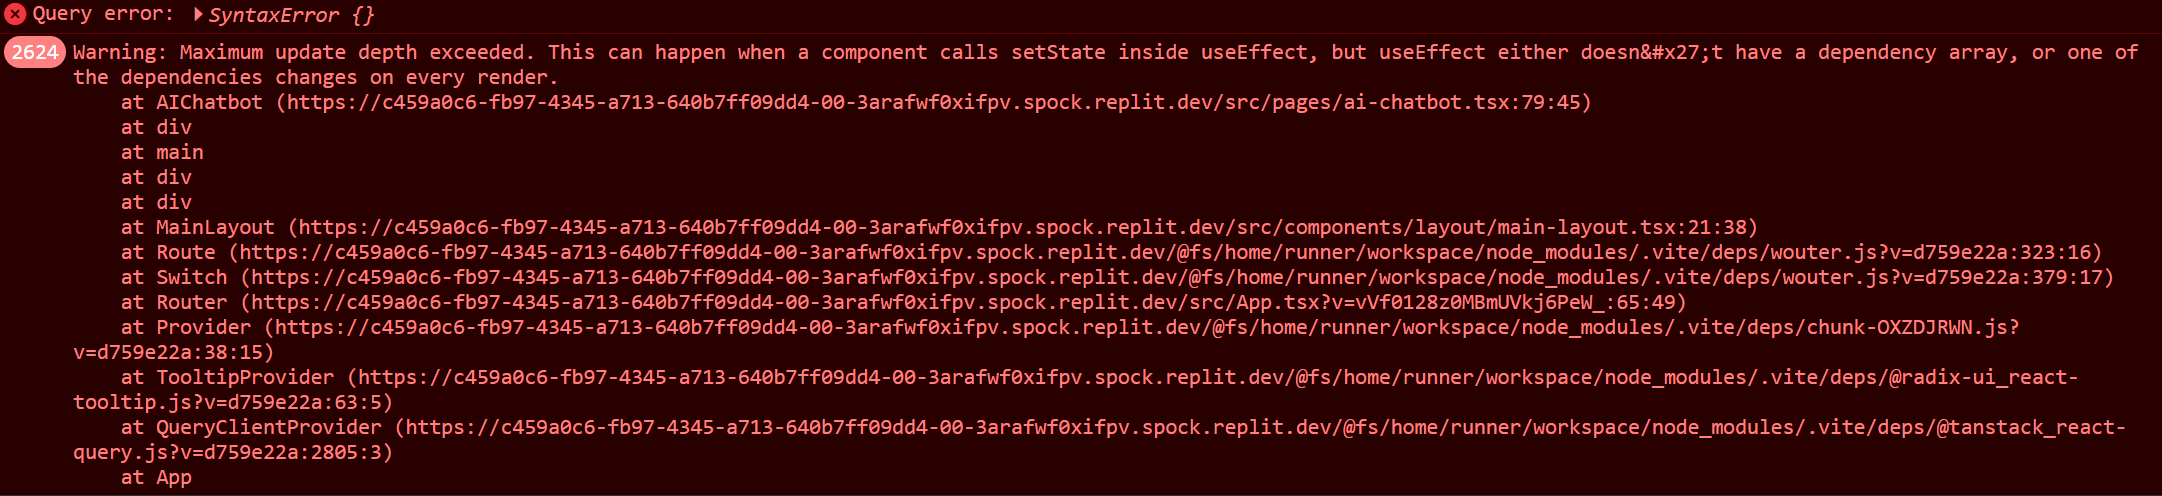 Query error: SyntaxError {}
2624 Warning: Maximum update depth exceeded. This can happen when a component calls setState inside useEffect, but useEffect either doesn&#x27;t have a dependency array, or one of
the dependencies changes on every render.
at AIChatbot (https://c459a0c6-fb97-4345-a713-640b7ff09dd4-00-3arafwf0xifpv.spock.replit.dev/src/pages/ai-chatbot.tsx:79:45)
at div
at main
at div
at div
at MainLayout (https://c459a0c6-fb97-4345-a713-640b7ff09dd4-00-3arafwf0xifpv.spock.replit.dev/src/components/layout/main-layout.tsx:21:38)
at Route (https://c459a0c6-fb97-4345-a713-640b7ff09dd4-00-3arafwf0xifpv.spock.replit.dev/@fs/home/runner/workspace/node_modules/.vite/deps/wouter.js?v=d759e22a:323:16)
at Switch (https://c459a0c6-fb97-4345-a713-640b7ff09dd4-00-3arafwf0xifpv.spock.replit.dev/@fs/home/runner/workspace/node_modules/.vite/deps/wouter.js?v=d759e22a:379:17)
at Router (https://c459a0c6-fb97-4345-a713-640b7ff09dd4-00-3arafwf0xifpv.spock.replit.dev/src/App.tsx?v=vVf0128z0MBmUVkj6PeW_:65:49)
at Provider (https://c459a0c6-fb97-4345-a713-640b7ff09dd4-00-3arafwf0xifpv.spock.replit.dev/@fs/home/runner/workspace/node_modules/.vite/deps/chunk-OXZDJRWN.js?
v=d759e22a:38:15)
at TooltipProvider (https://c459a0c6-fb97-4345-a713-640b7ff09dd4-00-3arafwf0xifpv.spock.replit.dev/@fs/home/runner/workspace/node_modules/.vite/deps/@radix-ui_react-
tooltip.js?v=d759e22a:63:5)
at QueryClientProvider (https://c459a0c6-fb97-4345-a713-640b7ff09dd4-00-3arafwf0xifpv.spock.replit.dev/@fs/home/runner/workspace/node_modules/.vite/deps/@tanstack_react-
query.js?v=d759e22a:2805:3)
at App